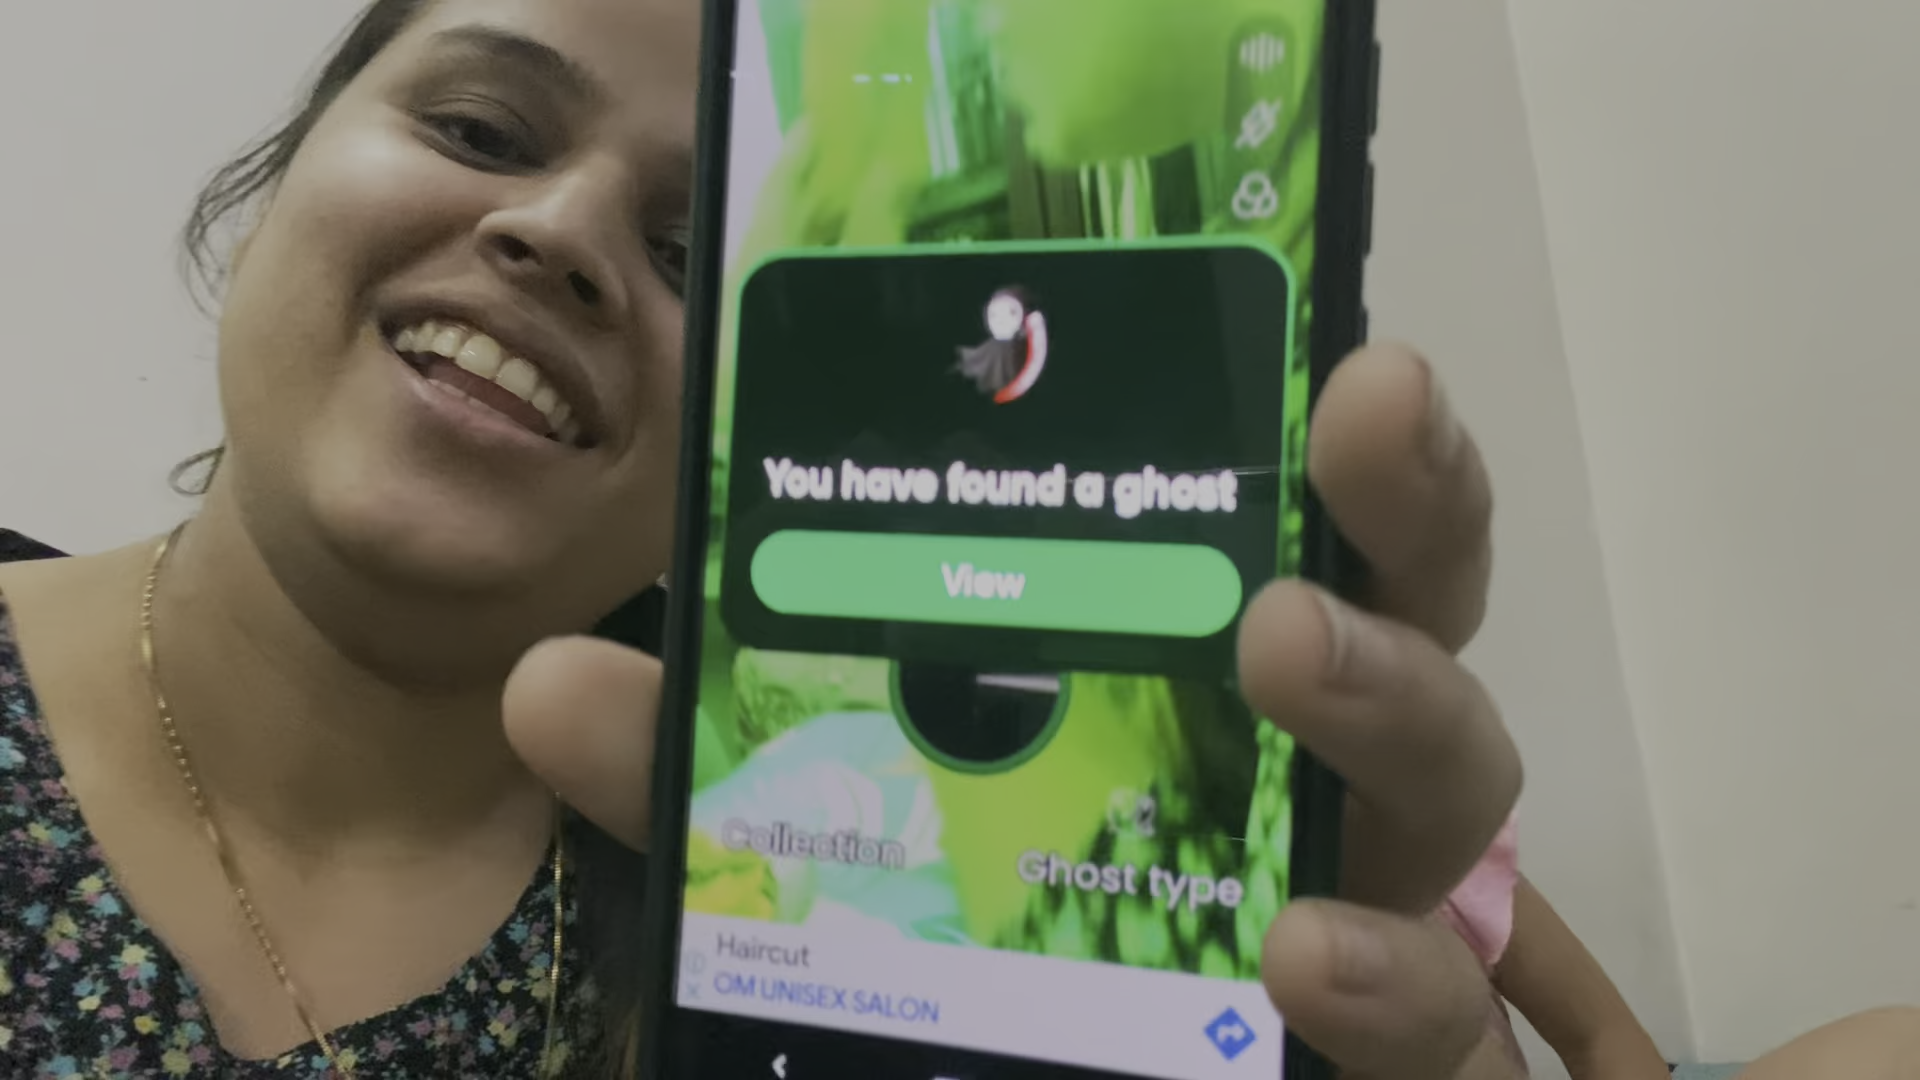 You have found a ghost
View
Collection
Ghost type
Haircut
OM UNISEX SALON